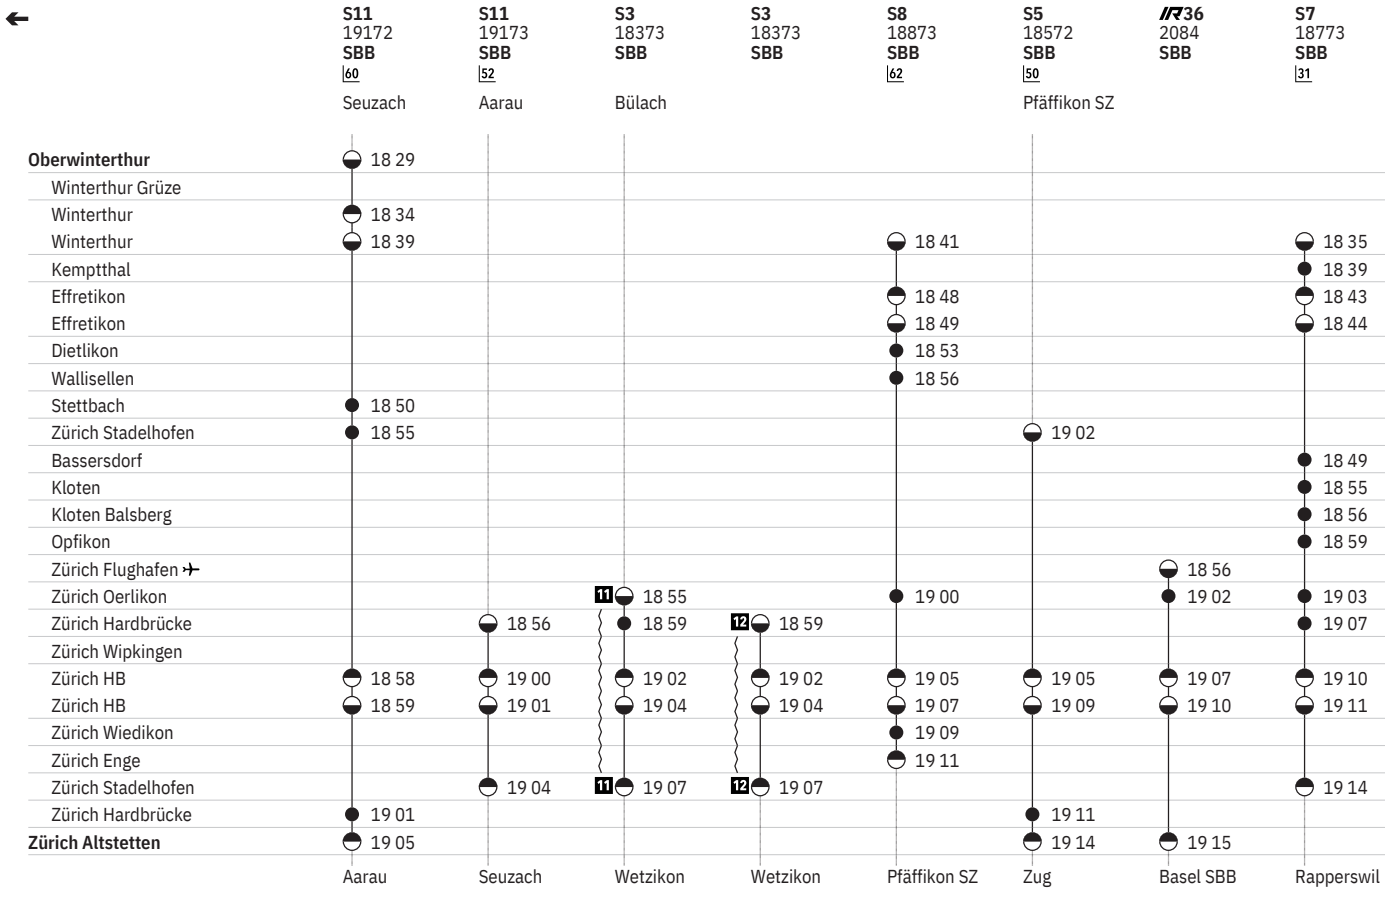 S11 S11 S3 S3 S8 S5 IR36 S7
19172 19173 18373 18373 18873 18572 2084 18773
SBB SBB SBB SBB SBB SBB SBB SBB
60 52 62 50 31
Seuzach Aarau Bülach Pfäffikon SZ
Oberwinterthur 18 29
Winterthur Grüze
Winterthur 18 34
Winterthur 18 39 18 41 18 35
Kemptthal 18 39
Effretikon 18 48 18 43
Effretikon 18 49 18 44
Dietlikon 18 53
Wallisellen 18 56
Stettbach 18 50
Zürich Stadelhofen 18 55 19 02
Bassersdorf 18 49
Kloten 18 55
Kloten Balsberg 18 56
Opfikon 18 59
Zürich Flughafen 18 56
Zürich Oerlikon 11 18 55 19 00 19 02 19 03
Zürich Hardbrücke 18 56 18 59 12 18 59 19 07
Zürich Wipkingen
Zürich HB 18 58 19 00 19 02 19 02 19 05 19 05 19 07 19 10
Zürich HB 18 59 19 01 19 04 19 04 19 07 19 09 19 10 19 11
Zürich Wiedikon 19 09
Zürich Enge 19 11
Zürich Stadelhofen 19 04 11 19 07 12 19 07 19 14
Zürich Hardbrücke 19 01 19 11
Zürich Altstetten 19 05 19 14 19 15
Aarau Seuzach Wetzikon Wetzikon Pfäffikon SZ Zug Basel SBB Rapperswil